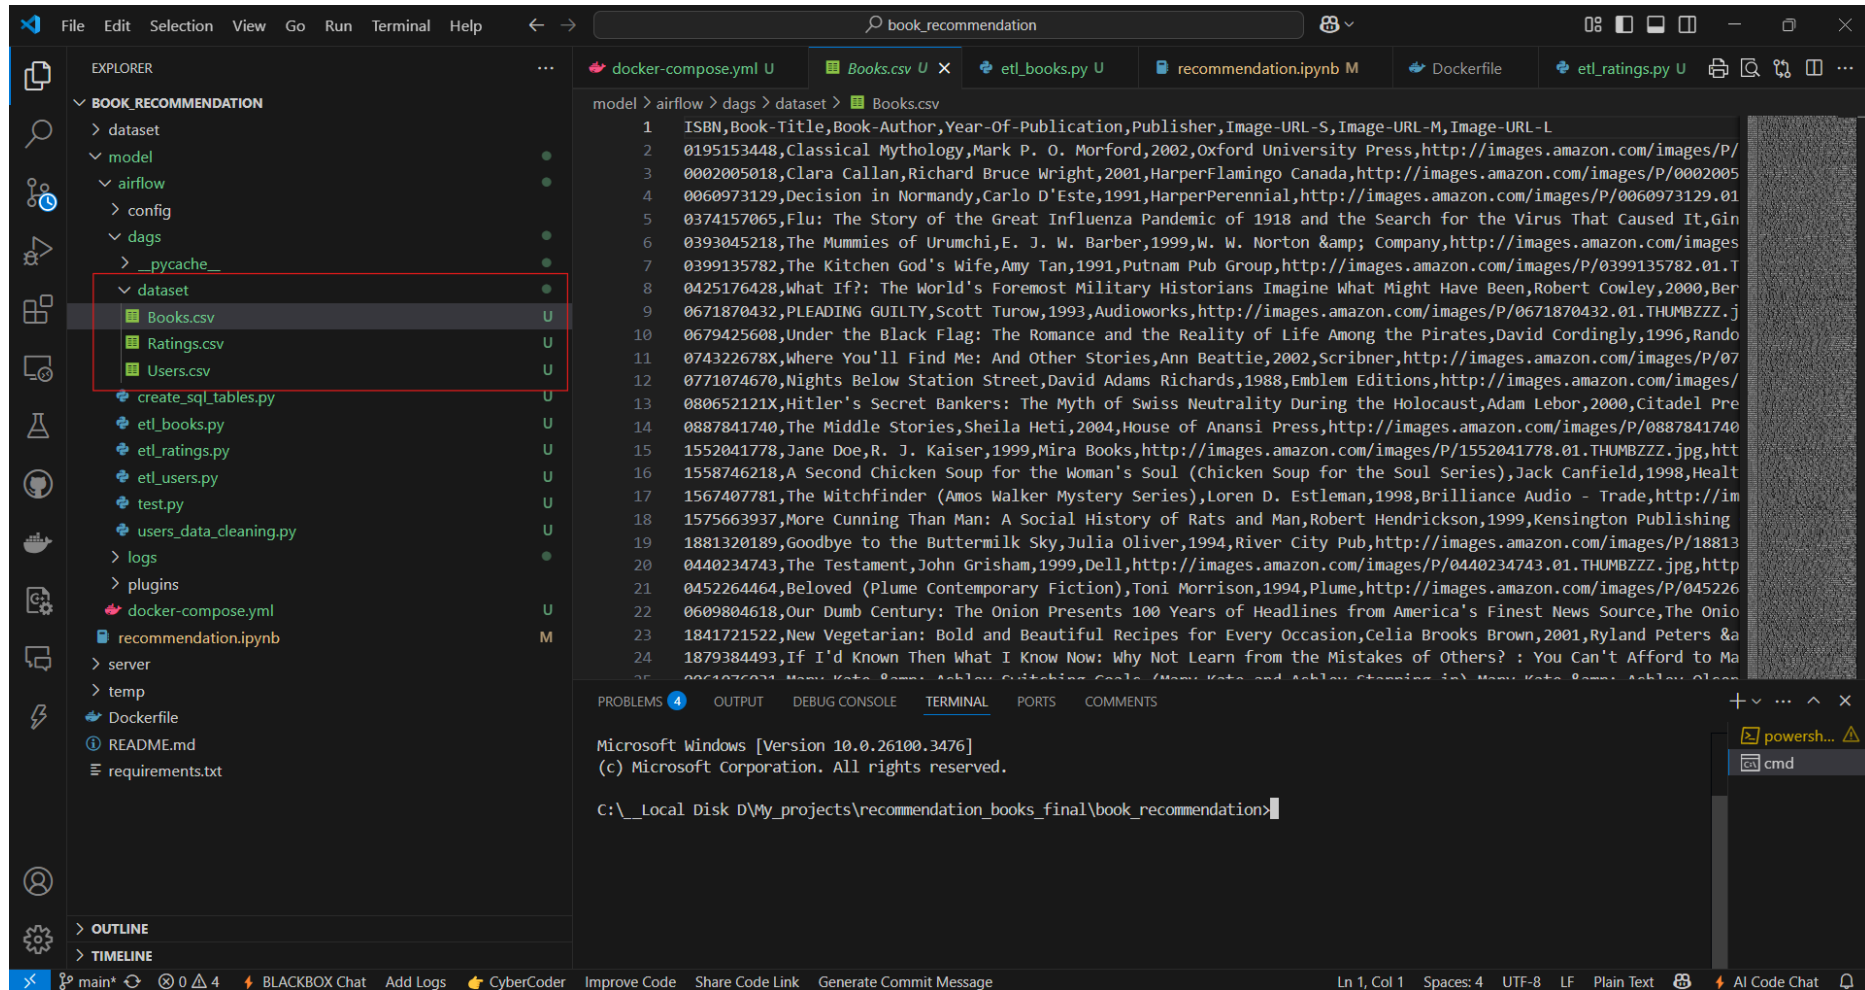 File Edit Selection View Go Run Terminal Help
book_recommendation
EXPLORER
BOOK_RECOMMENDATION
dataset
model
airflow
config
dags
__pycache__
dataset
Books.csv U
Ratings.csv U
Users.csv U
create_sql_tables.py U
etl_books.py U
etl_ratings.py U
etl_users.py U
test.py U
users_data_cleaning.py U
logs
plugins
docker-compose.yml U
recommendation.ipynb M
server
temp
Dockerfile
README.md
requirements.txt
OUTLINE
TIMELINE
docker-compose.yml U Books.csv U etl_books.py U recommendation.ipynb M Dockerfile etl_ratings.py U
model > airflow > dags > dataset > Books.csv
1 ISBN,Book-Title,Book-Author,Year-Of-Publication,Publisher,Image-URL-S,Image-URL-M,Image-URL-L
2 0195153448,Classical Mythology,Mark P. O. Morford,2002,Oxford University Press,http://images.amazon.com/images/P/
3 0002005018,Clara Callan,Richard Bruce Wright,2001,HarperFlamingo Canada,http://images.amazon.com/images/P/0002005
4 0060973129,Decision in Normandy,Carlo D'Este,1991,HarperPerennial,http://images.amazon.com/images/P/0060973129.01
5 0374157065,Flu: The Story of the Great Influenza Pandemic of 1918 and the Search for the Virus That Caused It,Gin
6 0393045218,The Mummies of Urumchi,E. J. W. Barber,1999,W. W. Norton &amp; Company,http://images.amazon.com/images
7 0399135782,The Kitchen God's Wife,Amy Tan,1991,Putnam Pub Group,http://images.amazon.com/images/P/0399135782.01.T
8 0425176428,What If?: The World's Foremost Military Historians Imagine What Might Have Been,Robert Cowley,2000,Ber
9 0671870432,PLEADING GUILTY,Scott Turow,1993,Audioworks,http://images.amazon.com/images/P/0671870432.01.THUMBZZZ.j
10 0679425608,Under the Black Flag: The Romance and the Reality of Life Among the Pirates,David Cordingly,1996,Rando
11 074322678X,Where You'll Find Me: And Other Stories,Ann Beattie,2002,Scribner,http://images.amazon.com/images/P/07
12 0771074670,Nights Below Station Street,David Adams Richards,1988,Emblem Editions,http://images.amazon.com/images/
13 080652121X,Hitler's Secret Bankers: The Myth of Swiss Neutrality During the Holocaust,Adam Lebor,2000,Citadel Pre
14 0887841740,The Middle Stories,Sheila Heti,2004,House of Anansi Press,http://images.amazon.com/images/P/0887841740
15 1552041778,Jane Doe,R. J. Kaiser,1999,Mira Books,http://images.amazon.com/images/P/1552041778.01.THUMBZZZ.jpg,htt
16 1558746218,A Second Chicken Soup for the Woman's Soul (Chicken Soup for the Soul Series),Jack Canfield,1998,Healt
17 1567407781,The Witchfinder (Amos Walker Mystery Series),Loren D. Estleman,1998,Brilliance Audio - Trade,http://im
18 1575663937,More Cunning Than Man: A Social History of Rats and Man,Robert Hendrickson,1999,Kensington Publishing
19 1881320189,Goodbye to the Buttermilk Sky,Julia Oliver,1994,River City Pub,http://images.amazon.com/images/P/18813
20 0440234743,The Testament,John Grisham,1999,Dell,http://images.amazon.com/images/P/0440234743.01.THUMBZZZ.jpg,http
21 0452264464,Beloved (Plume Contemporary Fiction),Toni Morrison,1994,Plume,http://images.amazon.com/images/P/045226
22 0609804618,Our Dumb Century: The Onion Presents 100 Years of Headlines from America's Finest News Source,The Onio
23 1841721522,New Vegetarian: Bold and Beautiful Recipes for Every Occasion,Celia Brooks Brown,2001,Ryland Peters &a
24 1879384493,If I'd Known Then What I Know Now: Why Not Learn from the Mistakes of Others? : You Can't Afford to Ma
PROBLEMS 4 OUTPUT DEBUG CONSOLE TERMINAL PORTS COMMENTS
Microsoft Windows [Version 10.0.26100.3476]
(c) Microsoft Corporation. All rights reserved.
C:\__Local Disk D\My_projects\recommendation_books_final\book_recommendation>
powersh...
cmd
main* 0 4 BLACKBOX Chat Add Logs CyberCoder Improve Code Share Code Link Generate Commit Message Ln 1, Col 1 Spaces: 4 UTF-8 LF Plain Text AI Code Chat